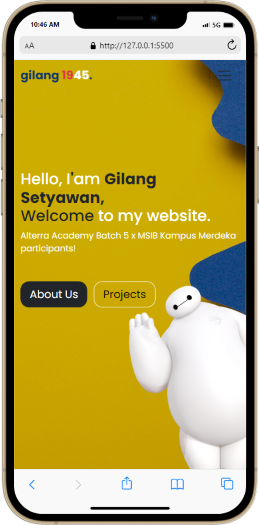 10:46 AM
5G
AA http://127.0.0.1:5500
gilang 1945.
Hello, I'am Gilang
Setyawan,
Welcome to my website.
Alterra Academy Batch 5 x MSIB Kampus Merdeka
participants!
About Us
Projects